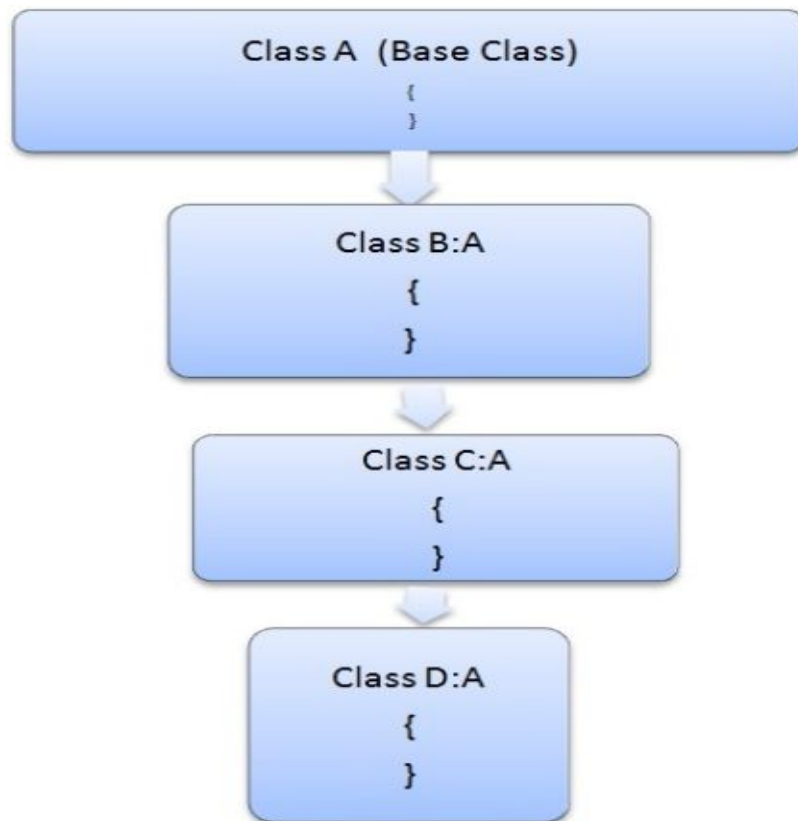 Class A (Base Class)
{
}
Class B:A
{
}
Class C:A
{
}
Class D:A
{
}